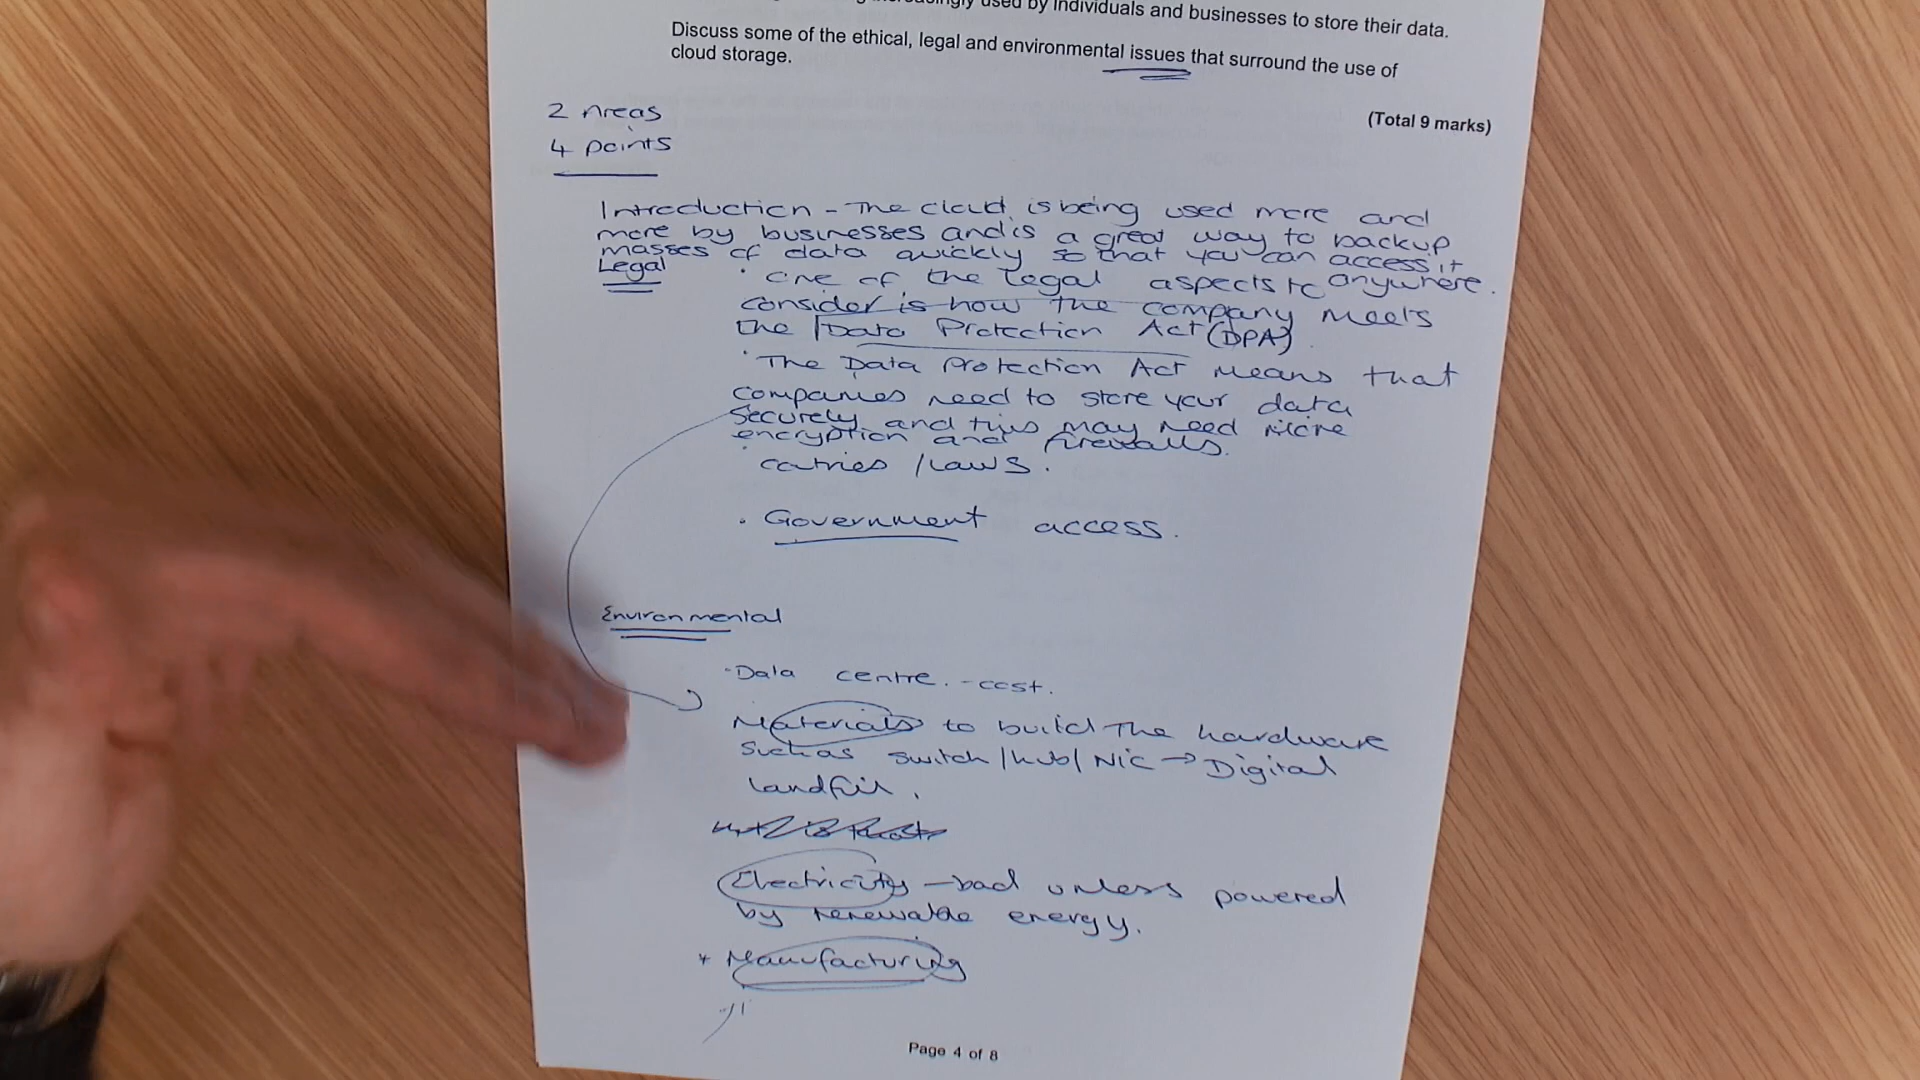 increasingly used by individuals and businesses to store their data.
Discuss some of the ethical, legal and environmental issues that surround the use of
cloud storage.
(Total 9 marks)
2 Areas
4 points
Introduction - The cloud is being used more and
more by businesses and is a great way to backup
masses of data quickly so that you can access it
anywhere.
Legal
· One of the legal aspects to
consider is how the company meets
the Data Protection Act (DPA)
· The Data Protection Act means that
companies need to store your data
securely and this may need more
encryption and firewalls.
· contries / Laws.
· Government access.
Environmental
· Data centre. - cost.
Materials to build the hardware
such as switch / hub / NIC → Digital
landfill.
Electricity - bad unless powered
by renewable energy.
* Manufacturing
Page 4 of 8